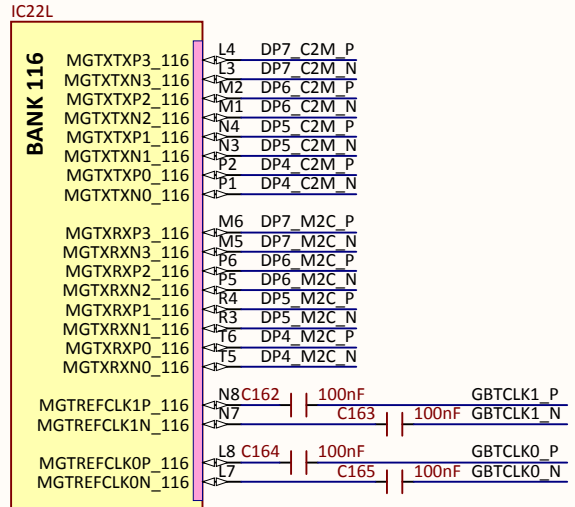 IC22L
BANK 116
MGTXTXP3_116 L4 DP7_C2M_P
MGTXTXN3_116 L3 DP7_C2M_N
MGTXTXP2_116 M2 DP6_C2M_P
MGTXTXN2_116 M1 DP6_C2M_N
MGTXTXP1_116 N4 DP5_C2M_P
MGTXTXN1_116 N3 DP5_C2M_N
MGTXTXP0_116 P2 DP4_C2M_P
MGTXTXN0_116 P1 DP4_C2M_N
MGTXRXP3_116 M6 DP7_M2C_P
MGTXRXN3_116 M5 DP7_M2C_N
MGTXRXP2_116 P6 DP6_M2C_P
MGTXRXN2_116 P5 DP6_M2C_N
MGTXRXP1_116 R4 DP5_M2C_P
MGTXRXN1_116 R3 DP5_M2C_N
MGTXRXP0_116 T6 DP4_M2C_P
MGTXRXN0_116 T5 DP4_M2C_N
MGTREFCLK1P_116 N8 C162 100nF GBTCLK1_P
MGTREFCLK1N_116 N7 C163 100nF GBTCLK1_N
MGTREFCLK0P_116 L8 C164 100nF GBTCLK0_P
MGTREFCLK0N_116 L7 C165 100nF GBTCLK0_N